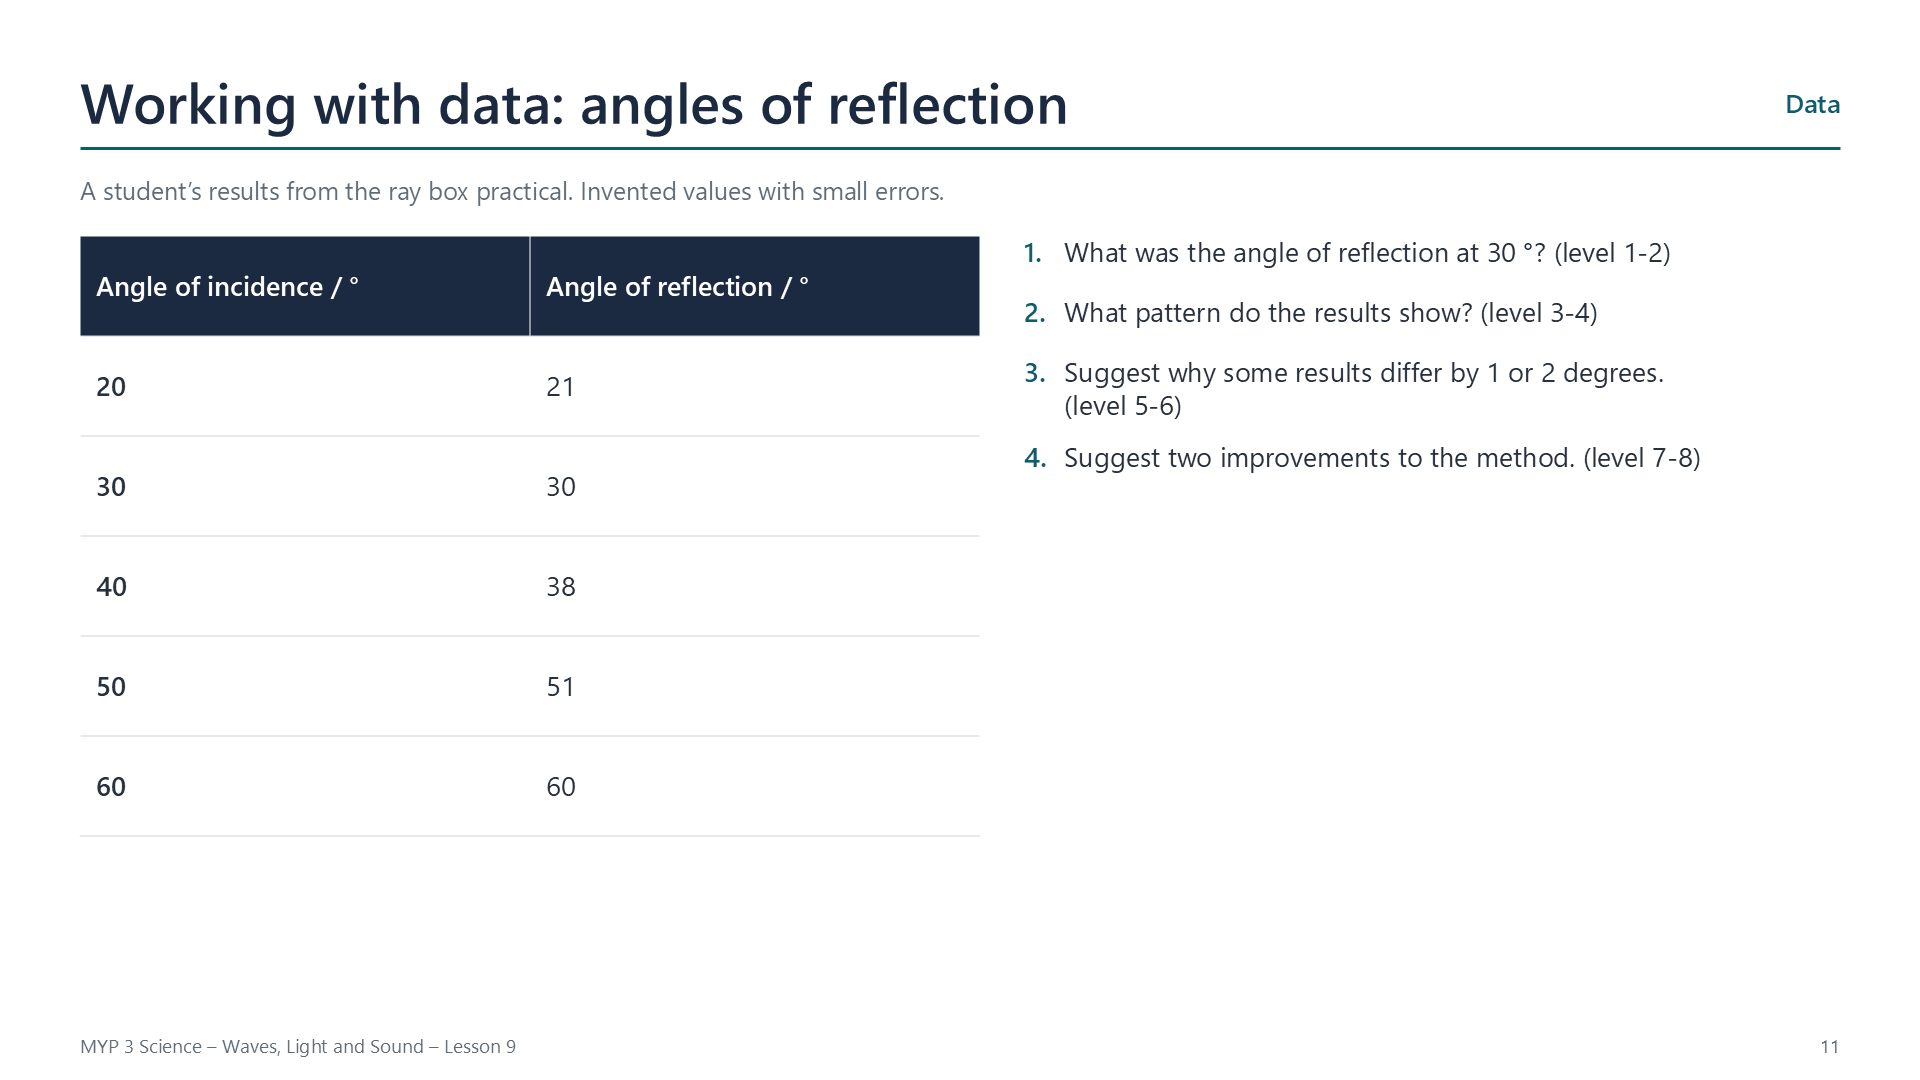 Working with data: angles of reflection
Data
A student’s results from the ray box practical. Invented values with small errors.
Angle of incidence / °
Angle of reflection / °
20
21
30
30
40
38
50
51
60
60
1. What was the angle of reflection at 30 °? (level 1-2)
2. What pattern do the results show? (level 3-4)
3. Suggest why some results differ by 1 or 2 degrees.
(level 5-6)
4. Suggest two improvements to the method. (level 7-8)
MYP 3 Science – Waves, Light and Sound – Lesson 9
11